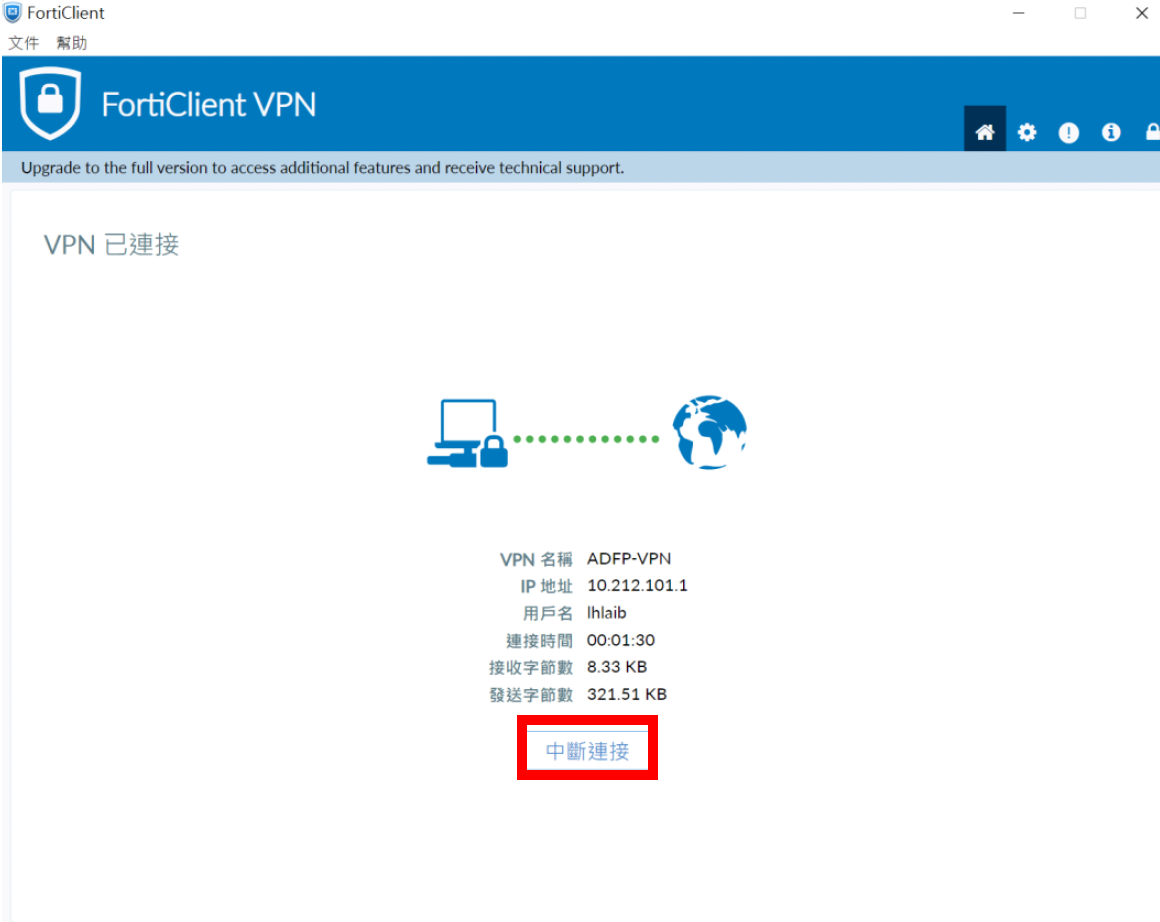 FortiClient
文件 幫助
FortiClient VPN
Upgrade to the full version to access additional features and receive technical support.
VPN 已連接
VPN 名稱 ADFP-VPN
IP 地址 10.212.101.1
用戶名 lhlaib
連接時間 00:01:30
接收字節數 8.33 KB
發送字節數 321.51 KB
中斷連接